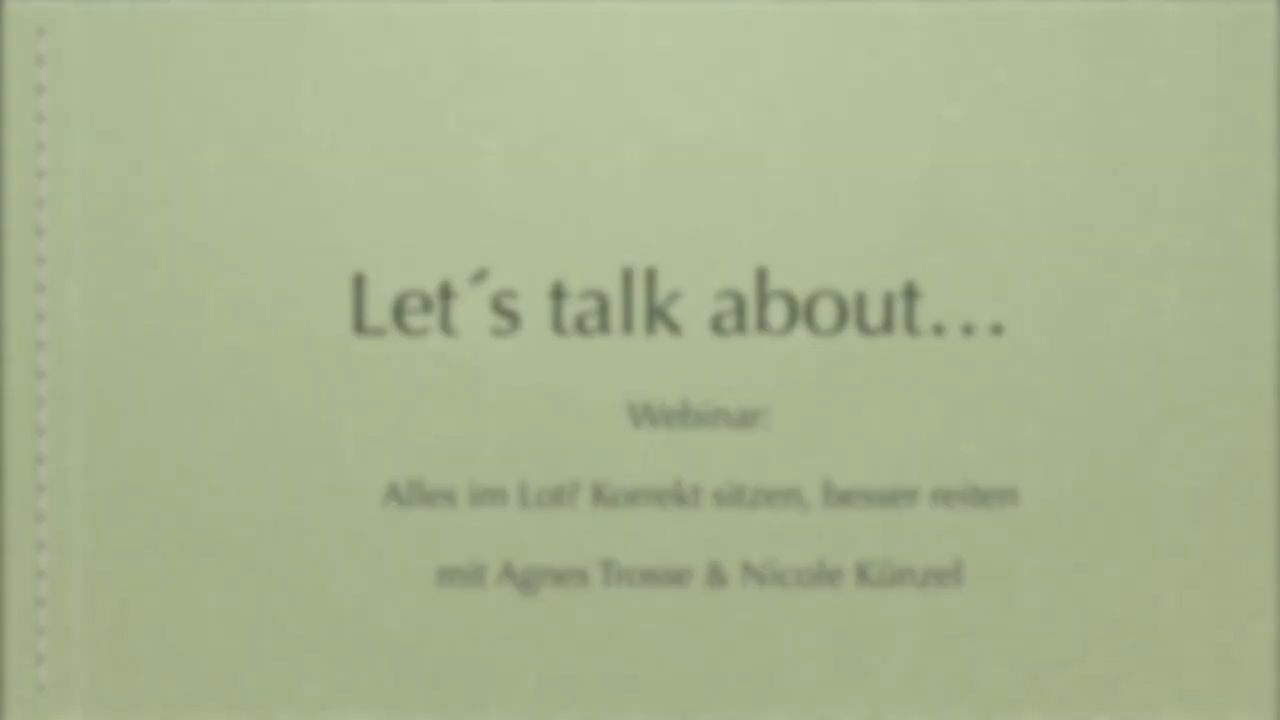 Let´s talk about…
Webinar:
Alles im Lot? Korrekt sitzen, besser reiten
mit Agnes Trosse & Nicole Künzel